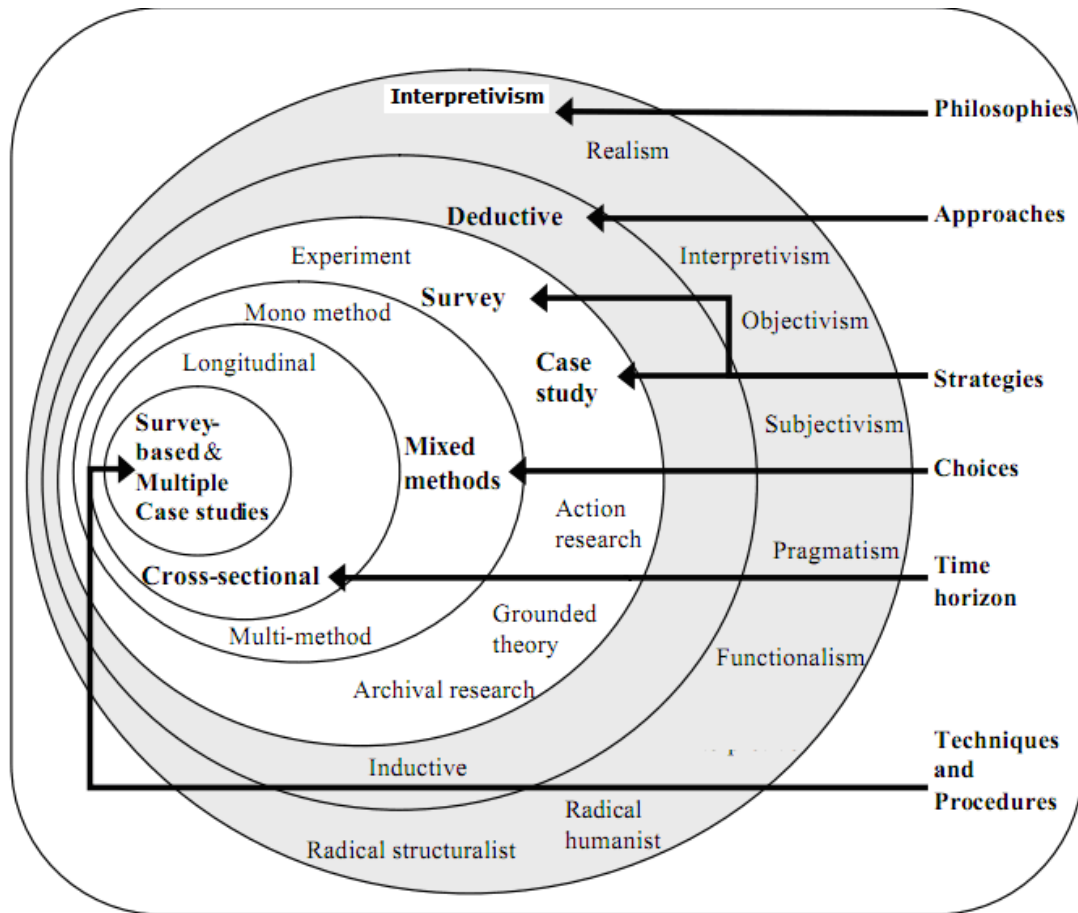 Interpretivism
Philosophies
Realism
Deductive
Approaches
Experiment
Interpretivism
Survey
Mono method
Objectivism
Longitudinal
Case
study
Strategies
Survey-
based &
Multiple
Case studies
Subjectivism
Mixed
methods
Choices
Action
research
Pragmatism
Cross-sectional
Time
horizon
Grounded
theory
Multi-method
Functionalism
Archival research
Techniques
and
Procedures
Inductive
Radical
humanist
Radical structuralist